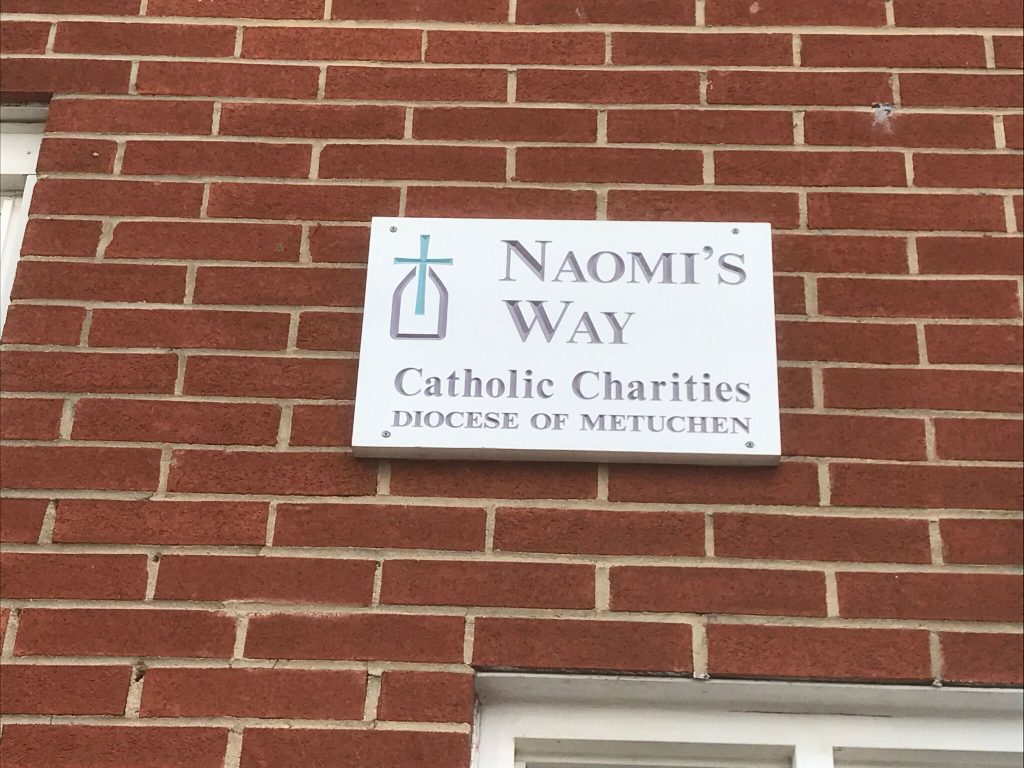 NAOMI'S
WAY
Catholic Charities
DIOCESE OF METUCHEN